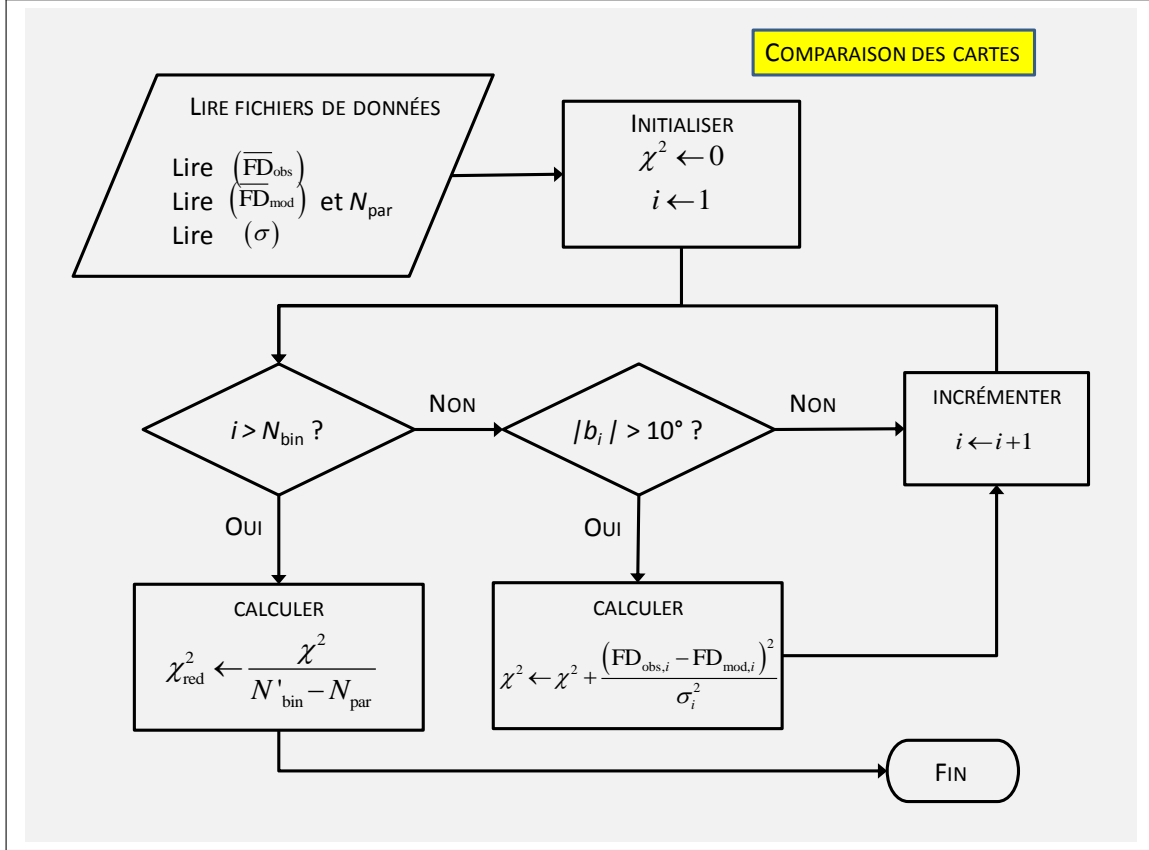 COMPARAISON DES CARTES
LIRE FICHIERS DE DONNÉES
Lire (F̅D̅obs)
Lire (F̅D̅mod) et Npar
Lire (σ)
INITIALISER
χ² ← 0
i ← 1
i > Nbin ?
NON
|bi| > 10° ?
NON
INCRÉMENTER
i ← i+1
OUI
OUI
CALCULER
χ²red ← χ² / (N'bin − Npar)
CALCULER
χ² ← χ² + (FDobs,i − FDmod,i)² / σi²
FIN